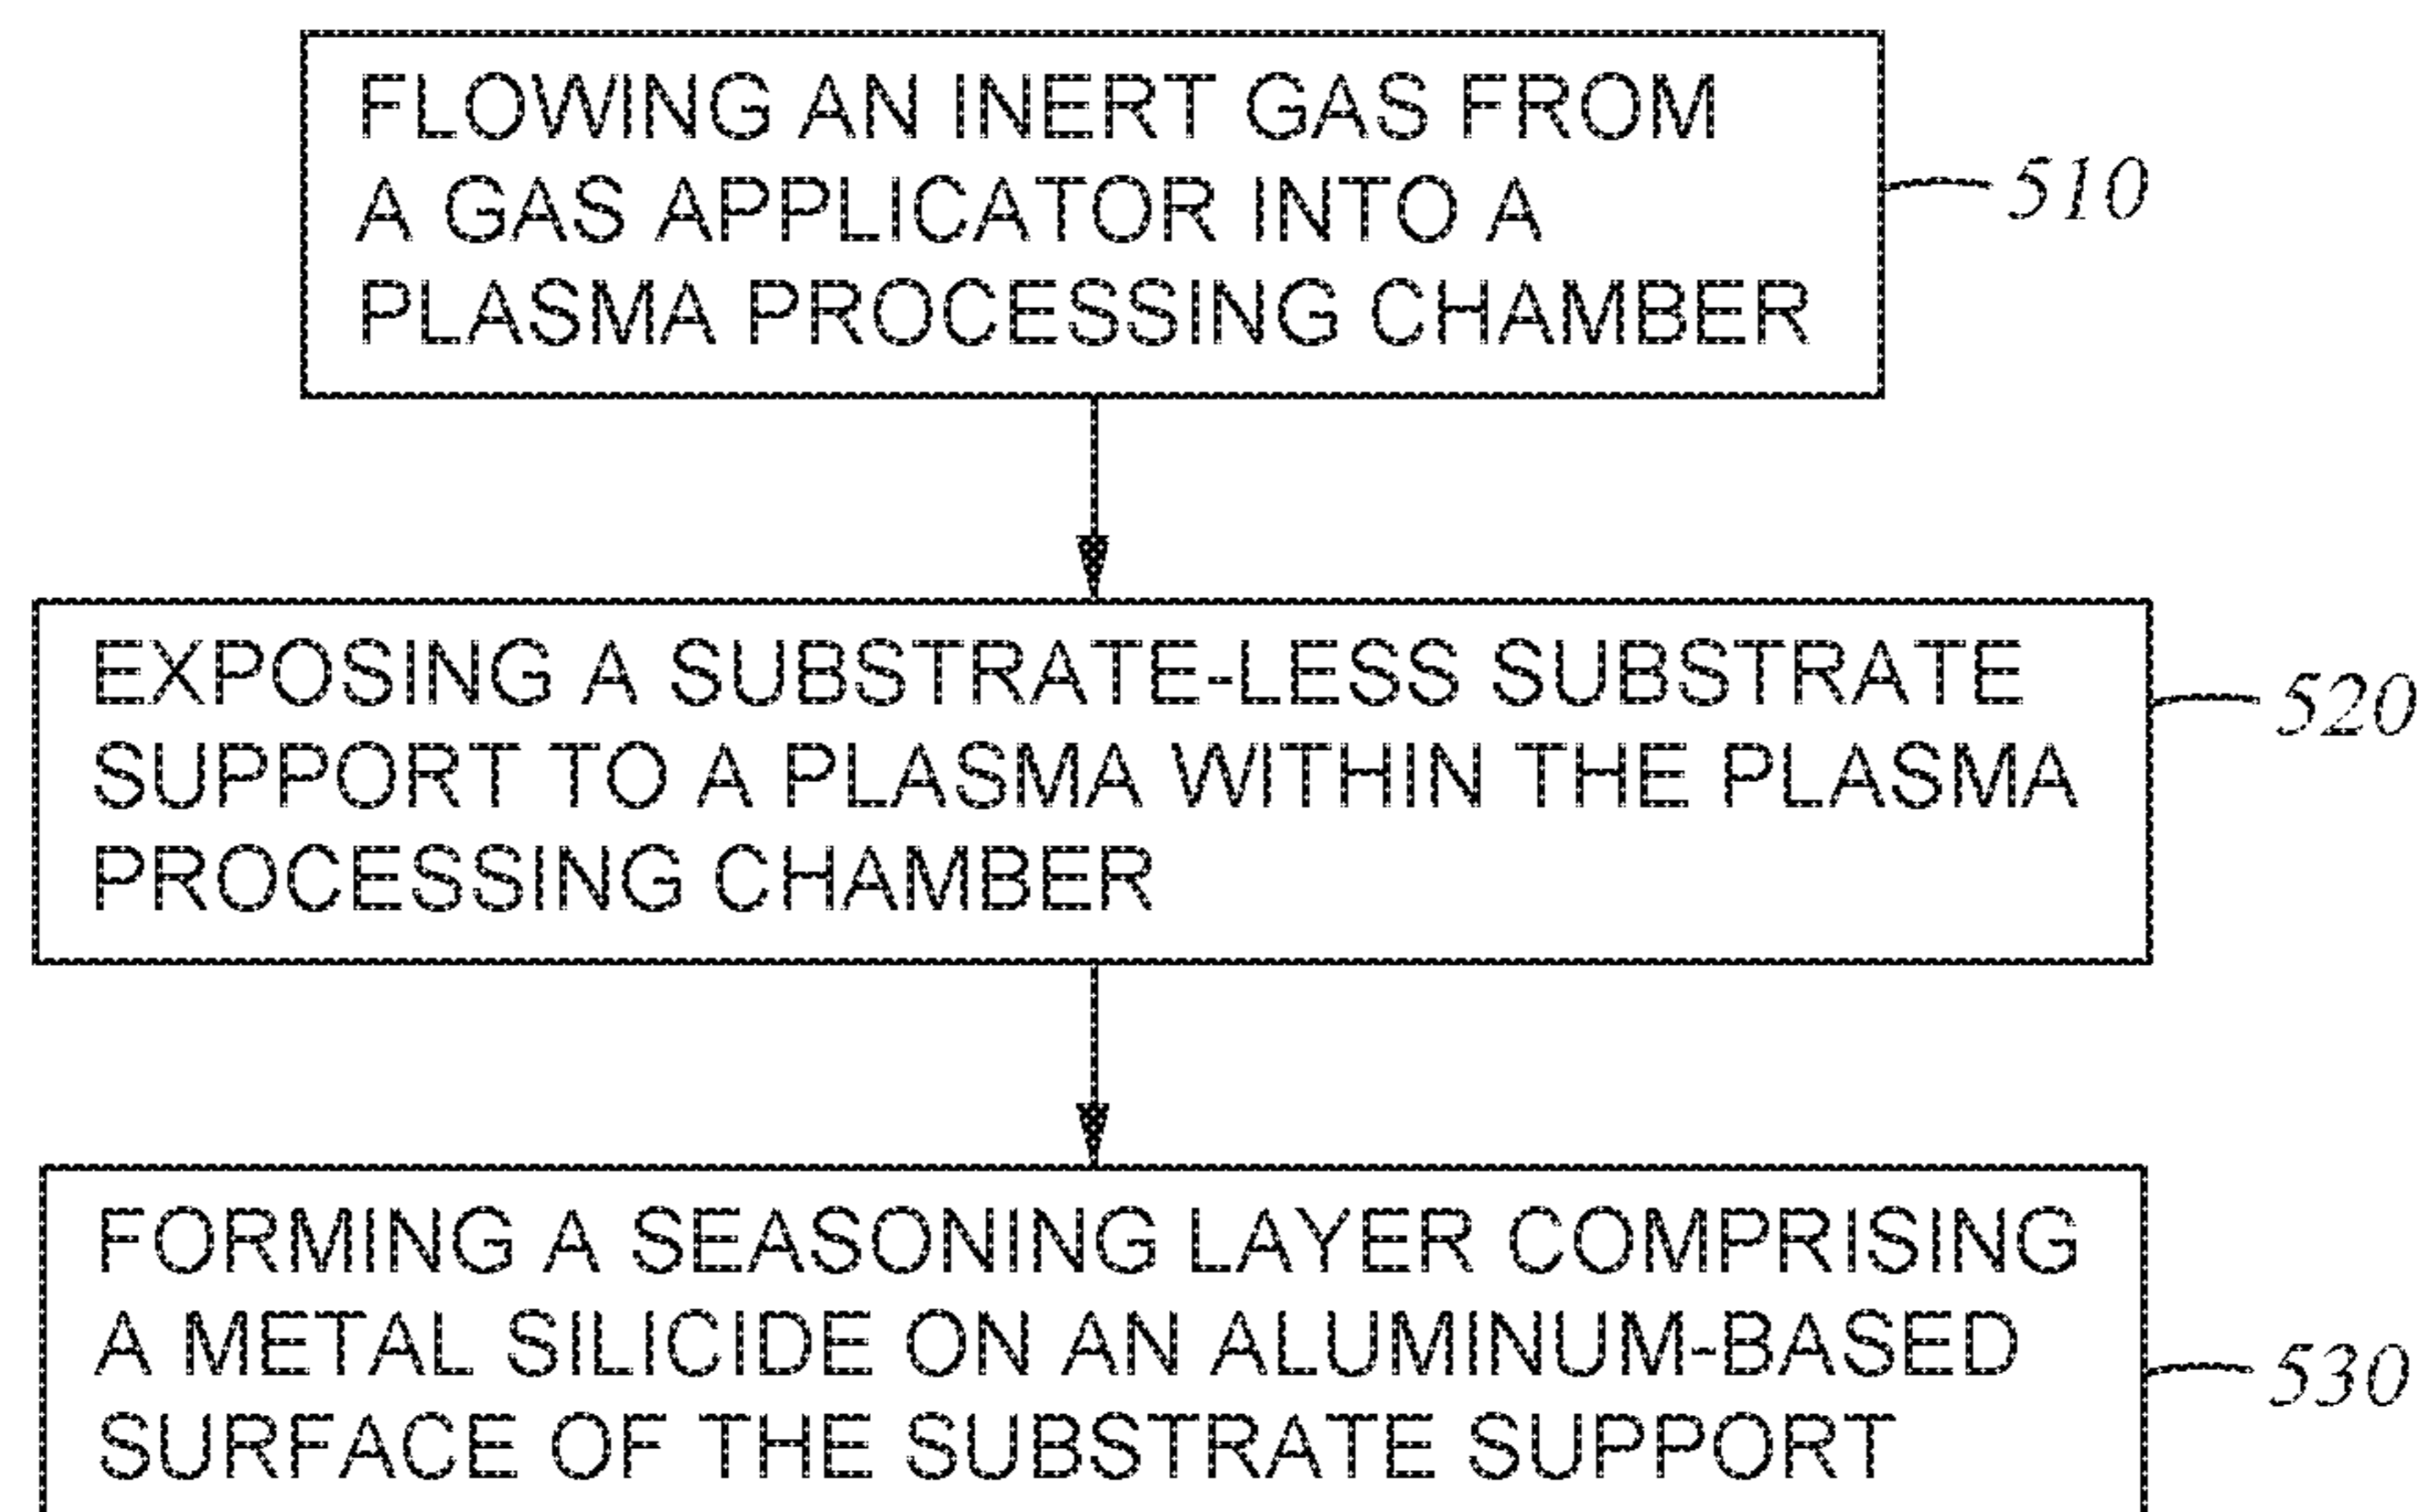 FLOWING AN INERT GAS FROM
A GAS APPLICATOR INTO A
PLASMA PROCESSING CHAMBER
510
EXPOSING A SUBSTRATE-LESS SUBSTRATE
SUPPORT TO A PLASMA WITHIN THE PLASMA
PROCESSING CHAMBER
520
FORMING A SEASONING LAYER COMPRISING
A METAL SILICIDE ON AN ALUMINUM-BASED
SURFACE OF THE SUBSTRATE SUPPORT
530